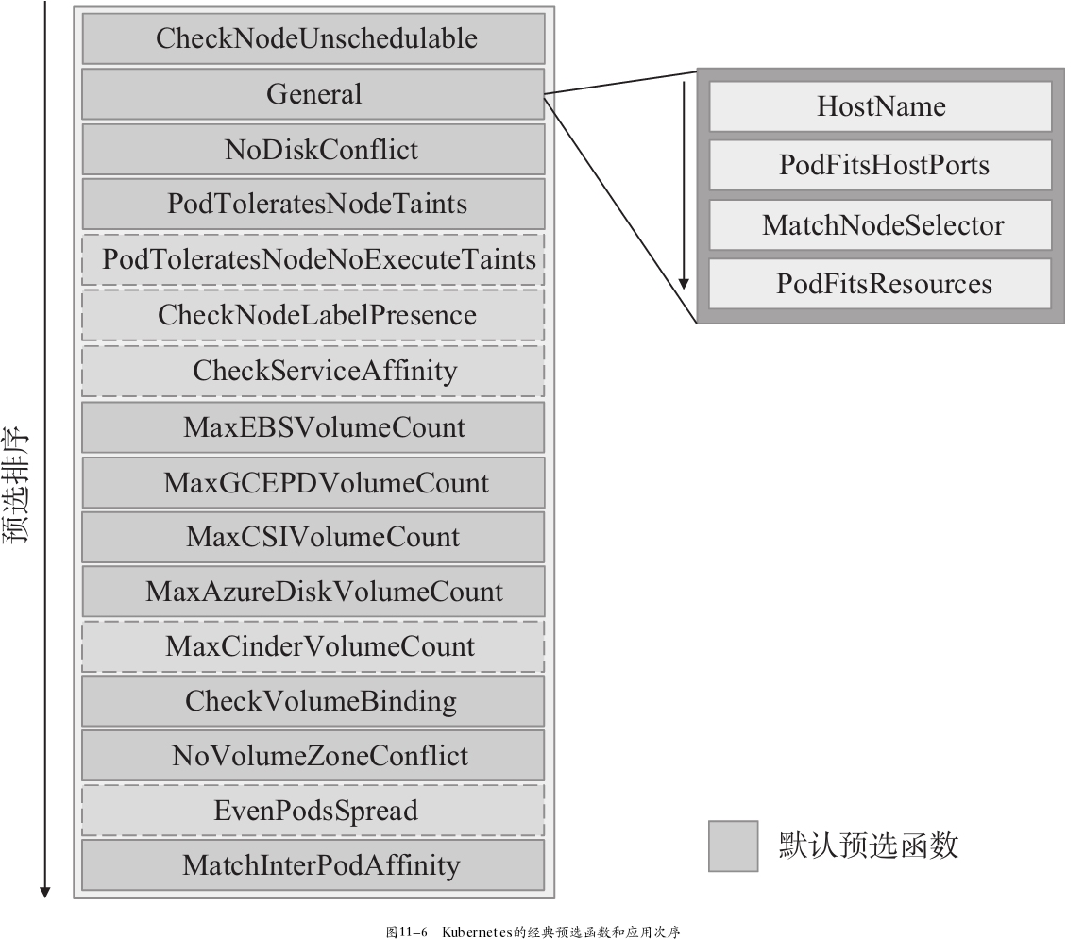 CheckNodeUnschedulable
General
NoDiskConflict
PodToleratesNodeTaints
PodToleratesNodeNoExecuteTaints
CheckNodeLabelPresence
CheckServiceAffinity
MaxEBSVolumeCount
MaxGCEPDVolumeCount
MaxCSIVolumeCount
MaxAzureDiskVolumeCount
MaxCinderVolumeCount
CheckVolumeBinding
NoVolumeZoneConflict
EvenPodsSpread
MatchInterPodAffinity
预选排序
HostName
PodFitsHostPorts
MatchNodeSelector
PodFitsResources
默认预选函数
图11-6 Kubernetes的经典预选函数和应用次序